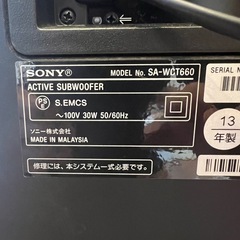 SONY® MODEL No. SA-WCT660
SERIAL N
ACTIVE SUBWOOFER
PS E
S.EMCS
~100V 30W 50/60Hz
ソニー株式会社
MADE IN MALAYSIA
13
年製
修理には、本システム一式必要です。